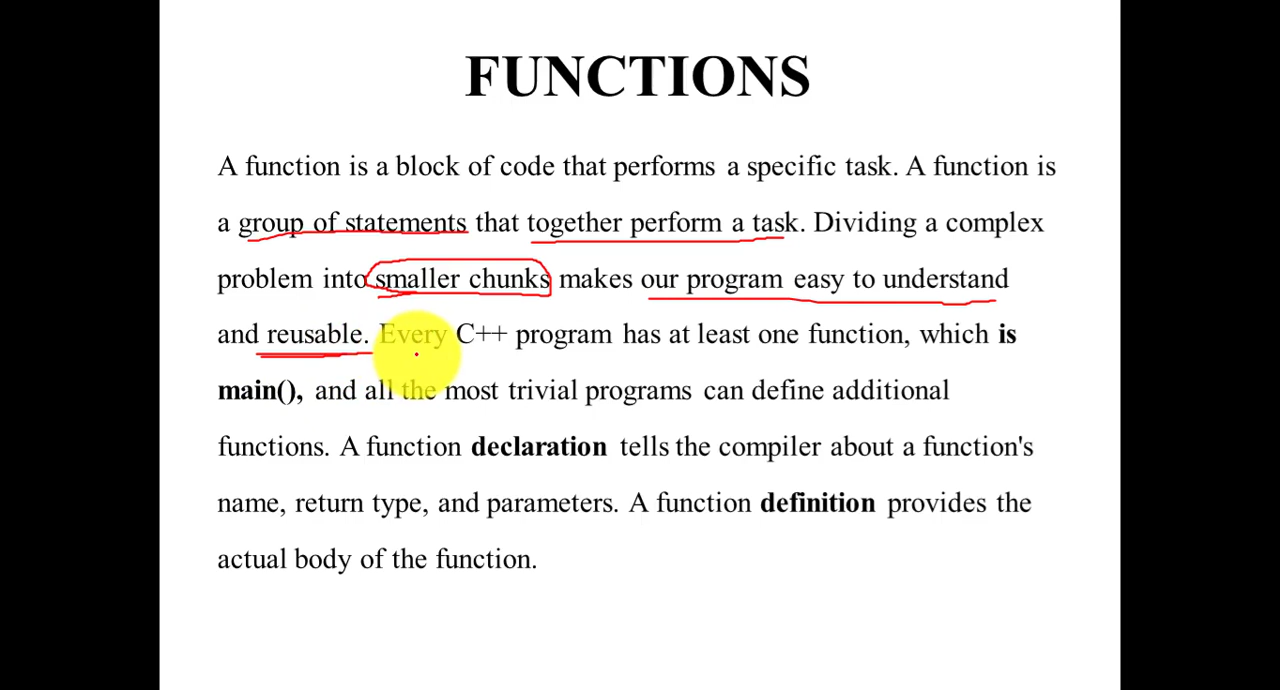 FUNCTIONS
A function is a block of code that performs a specific task. A function is
a group of statements that together perform a task. Dividing a complex
problem into smaller chunks makes our program easy to understand
and reusable. Every C++ program has at least one function, which is
main(), and all the most trivial programs can define additional
functions. A function declaration tells the compiler about a function's
name, return type, and parameters. A function definition provides the
actual body of the function.